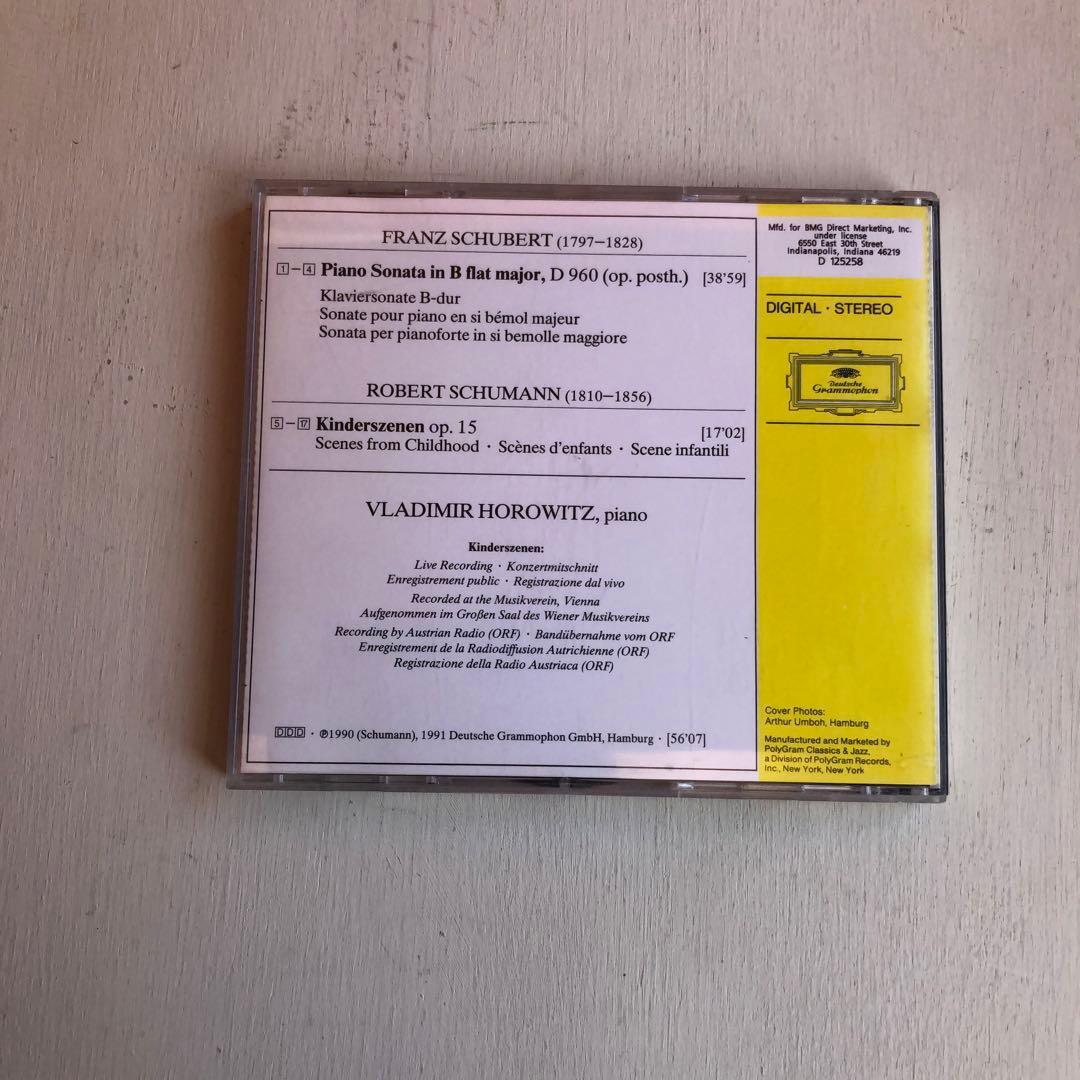 FRANZ SCHUBERT (1797–1828)
1–4 Piano Sonata in B flat major, D 960 (op. posth.) [38'59]
Klaviersonate B-dur
Sonate pour piano en si bémol majeur
Sonata per pianoforte in si bemolle maggiore
ROBERT SCHUMANN (1810–1856)
5–17 Kinderszenen op. 15 [17'02]
Scenes from Childhood · Scènes d'enfants · Scene infantili
VLADIMIR HOROWITZ, piano
Kinderszenen:
Live Recording · Konzertmitschnitt
Enregistrement public · Registrazione dal vivo
Recorded at the Musikverein, Vienna
Aufgenommen im Großen Saal des Wiener Musikvereins
Recording by Austrian Radio (ORF) · Bandübernahme vom ORF
Enregistrement de la Radiodiffusion Autrichienne (ORF)
Registrazione della Radio Austriaca (ORF)
DDD · ℗1990 (Schumann), 1991 Deutsche Grammophon GmbH, Hamburg · [56'07]
Mfd. for BMG Direct Marketing, Inc.
under license
6550 East 30th Street
Indianapolis, Indiana 46219
D 125258
DIGITAL · STEREO
Deutsche
Grammophon
Cover Photos:
Arthur Umboh, Hamburg
Manufactured and Marketed by
PolyGram Classics & Jazz,
a Division of PolyGram Records,
Inc., New York, New York